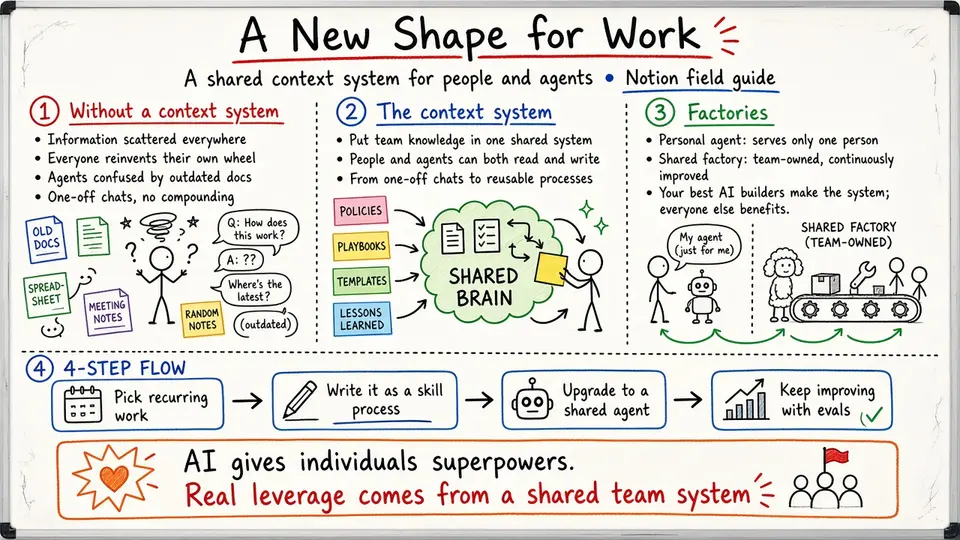 A New Shape for Work
A shared context system for people and agents • Notion field guide
1 Without a context system
• Information scattered everywhere
• Everyone reinvents their own wheel
• Agents confused by outdated docs
• One-off chats, no compounding
OLD
DOCS
SPREAD-
SHEET
MEETING
NOTES
RANDOM
NOTES
? ?
Q: How does
this work?
A: ??
Where's the
latest?
(outdated)
2 The context system
• Put team knowledge in one shared system
• People and agents can both read and write
• From one-off chats to reusable processes
POLICIES
PLAYBOOKS
TEMPLATES
LESSONS
LEARNED
SHARED
BRAIN
3 Factories
• Personal agent: serves only one person
• Shared factory: team-owned, continuously
improved
• Your best AI builders make the system;
everyone else benefits.
My agent
(just for me)
SHARED FACTORY
(TEAM-OWNED)
4 4-STEP FLOW
Pick recurring
work
Write it as a skill
process
Upgrade to a
shared agent
Keep improving
with evals
AI gives individuals superpowers.
Real leverage comes from a shared team system